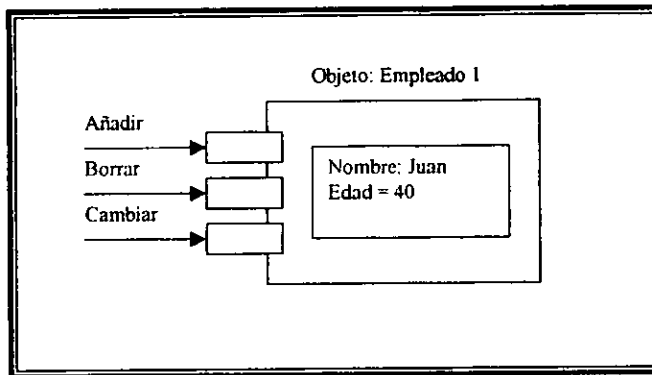 Objeto: Empleado 1
Añadir
Borrar
Cambiar
Nombre: Juan
Edad = 40